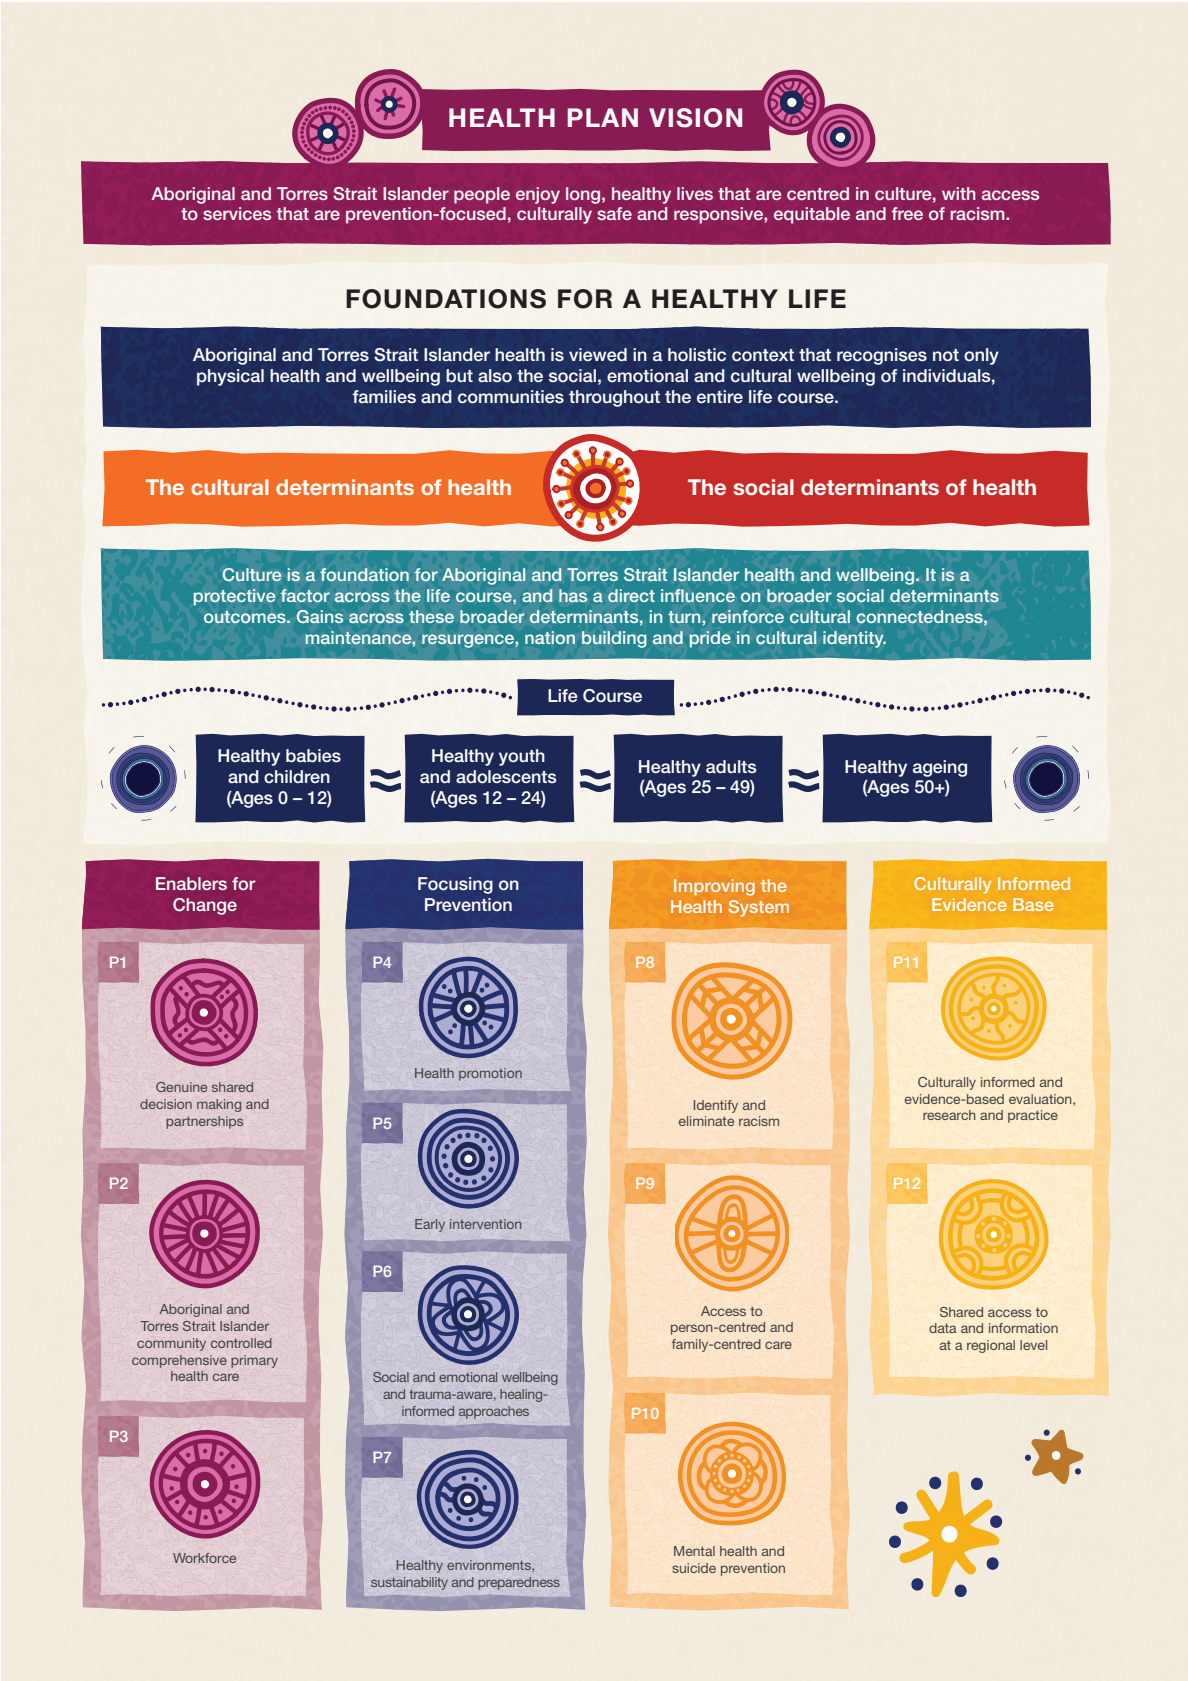 HEALTH PLAN VISION
Aboriginal and Torres Strait Islander people enjoy long, healthy lives that are centred in culture, with access
to services that are prevention-focused, culturally safe and responsive, equitable and free of racism.
FOUNDATIONS FOR A HEALTHY LIFE
Aboriginal and Torres Strait Islander health is viewed in a holistic context that recognises not only
physical health and wellbeing but also the social, emotional and cultural wellbeing of individuals,
families and communities throughout the entire life course.
The cultural determinants of health
The social determinants of health
Culture is a foundation for Aboriginal and Torres Strait Islander health and wellbeing. It is a
protective factor across the life course, and has a direct influence on broader social determinants
outcomes. Gains across these broader determinants, in turn, reinforce cultural connectedness,
maintenance, resurgence, nation building and pride in cultural identity.
Life Course
Healthy babies
and children
(Ages 0 – 12)
Healthy youth
and adolescents
(Ages 12 – 24)
Healthy adults
(Ages 25 – 49)
Healthy ageing
(Ages 50+)
Enablers for
Change
P1
Genuine shared
decision making and
partnerships
P2
Aboriginal and
Torres Strait Islander
community controlled
comprehensive primary
health care
P3
Workforce
Focusing on
Prevention
P4
Health promotion
P5
Early intervention
P6
Social and emotional wellbeing
and trauma-aware, healing-
informed approaches
P7
Healthy environments,
sustainability and preparedness
Improving the
Health System
P8
Identify and
eliminate racism
P9
Access to
person-centred and
family-centred care
P10
Mental health and
suicide prevention
Culturally Informed
Evidence Base
P11
Culturally informed and
evidence-based evaluation,
research and practice
P12
Shared access to
data and information
at a regional level